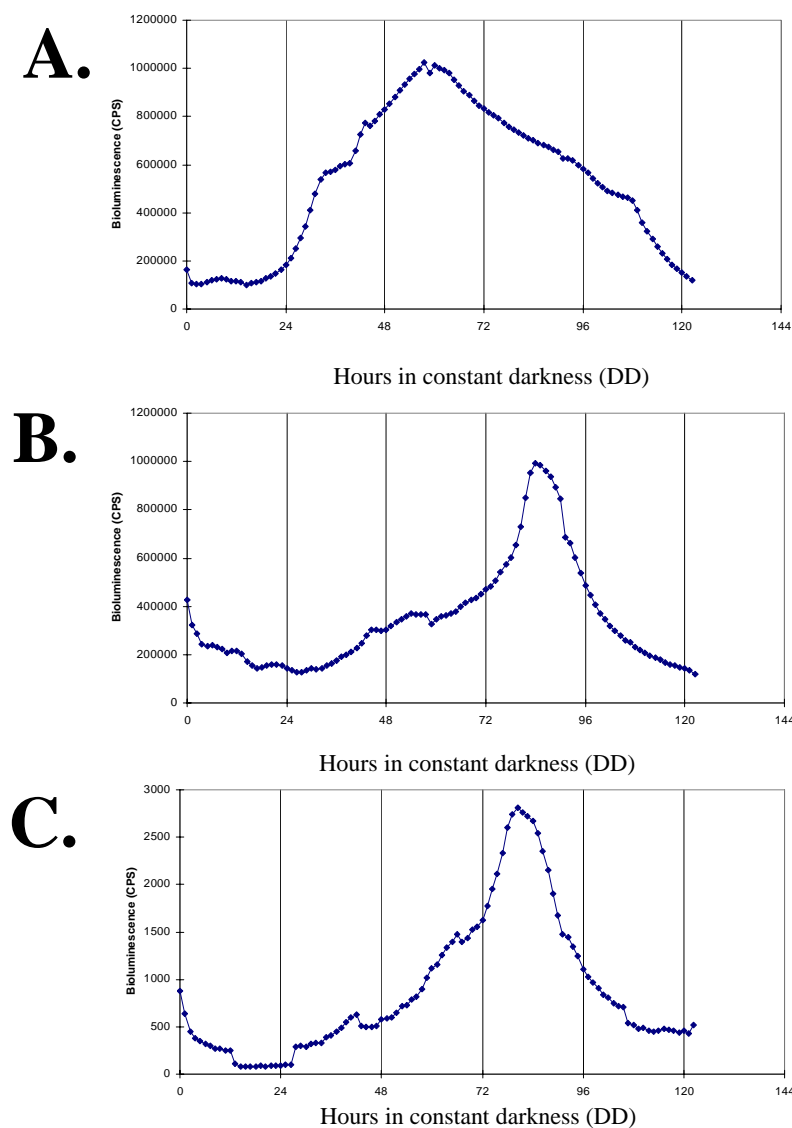 A.
Bioluminescence (CPS)
1200000
1000000
800000
600000
400000
200000
0
0 24 48 72 96 120 144
Hours in constant darkness (DD)
B.
Bioluminescence (CPS)
1200000
1000000
800000
600000
400000
200000
0
0 24 48 72 96 120 144
Hours in constant darkness (DD)
C.
Bioluminescence (CPS)
3000
2500
2000
1500
1000
500
0
0 24 48 72 96 120 144
Hours in constant darkness (DD)